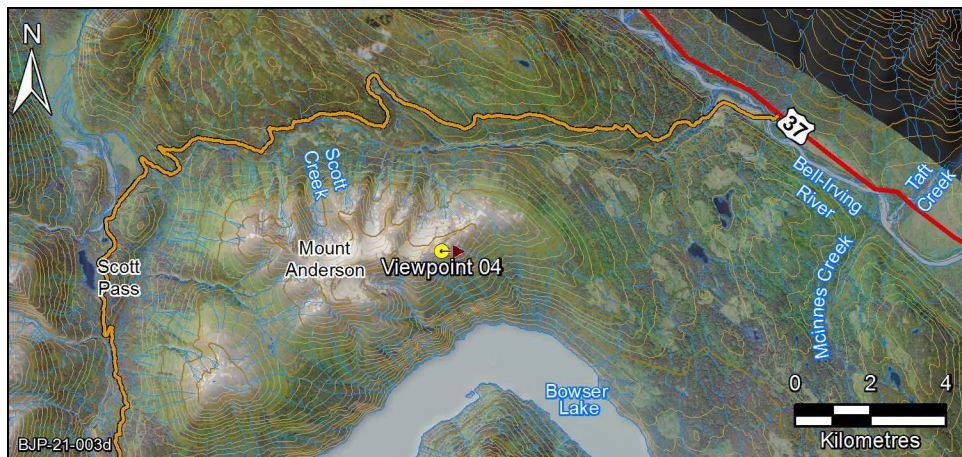 N
37
Scott
Creek
Bell-Irving
River
Taft
Creek
Mount
Anderson
Scott
Pass
Viewpoint 04
Mcinnes Creek
Bowser
Lake
0 2 4
Kilometres
BJP-21-003d